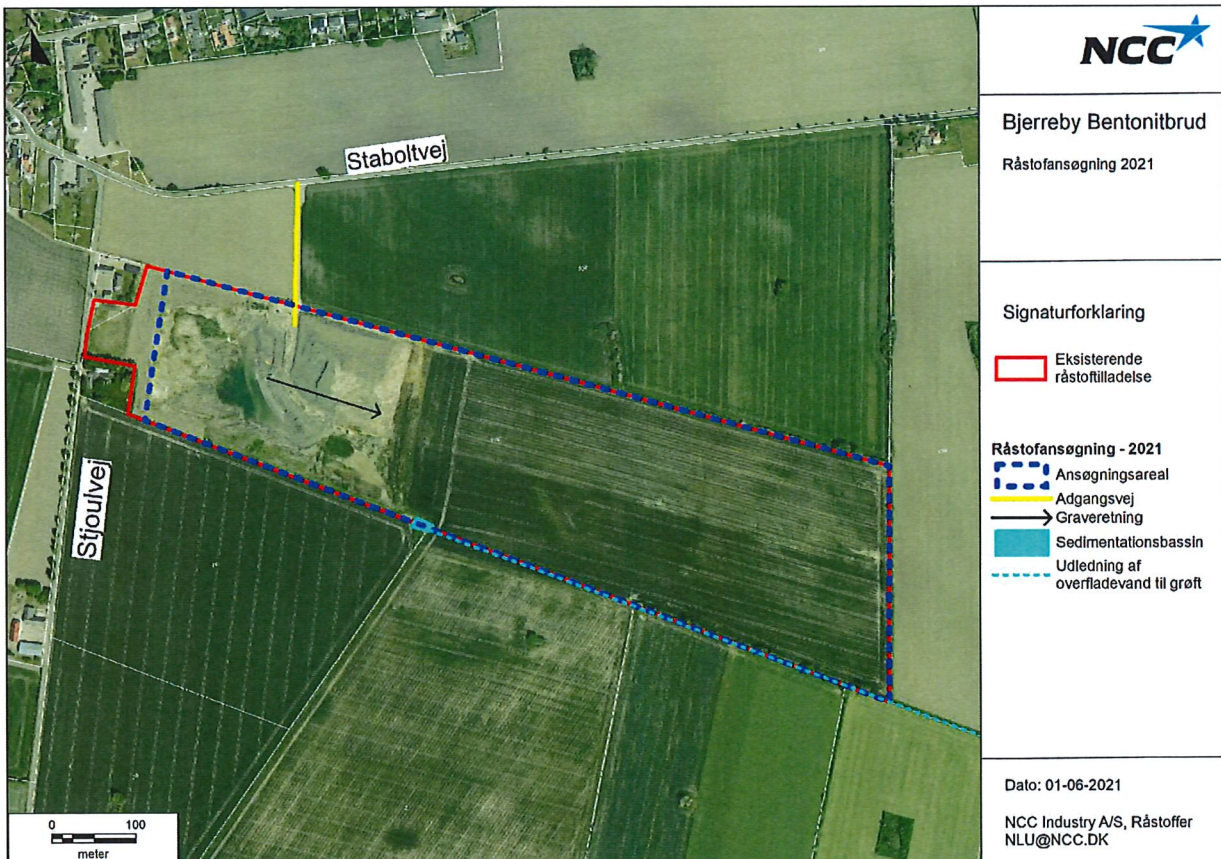 Staboltvej
Stjoulvej
0 100
meter
NCC
Bjerreby Bentonitbrud
Råstofansøgning 2021
Signaturforklaring
Eksisterende
råstoftilladelse
Råstofansøgning - 2021
Ansøgningsareal
Adgangsvej
Graveretning
Sedimentationsbassin
Udledning af
overfladevand til grøft
Dato: 01-06-2021
NCC Industry A/S, Råstoffer
NLU@NCC.DK